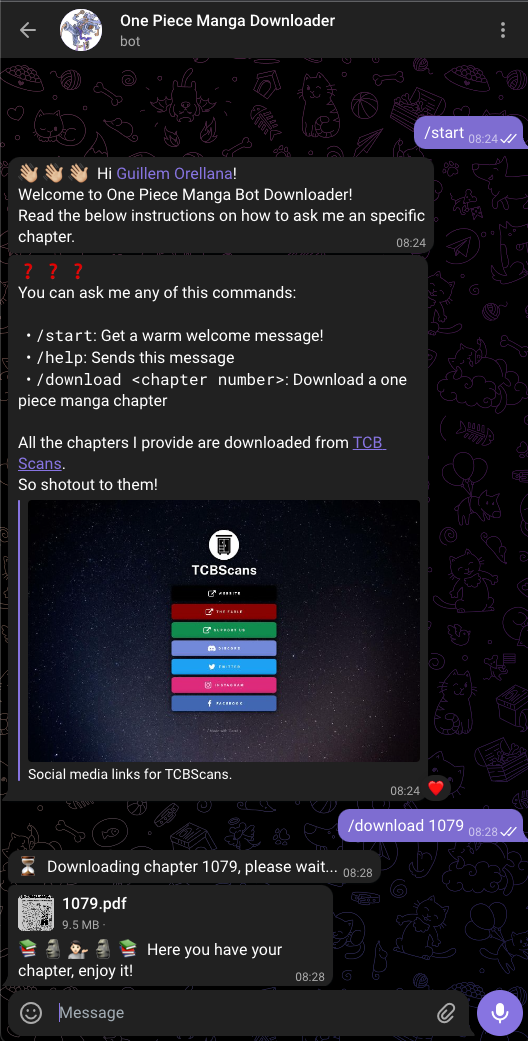 One Piece Manga Downloader
bot
/start 08:24
👋🏼 👋🏼 👋🏼 Hi Guillem Orellana!
Welcome to One Piece Manga Bot Downloader!
Read the below instructions on how to ask me an specific
chapter.
08:24
❓ ❓ ❓
You can ask me any of this commands:
• /start: Get a warm welcome message!
• /help: Sends this message
• /download <chapter number>: Download a one
piece manga chapter
All the chapters I provide are downloaded from TCB
Scans.
So shotout to them!
TCBScans
WEBSITE
THE FABLE
SUPPORT US
DISCORD
TWITTER
INSTAGRAM
FACEBOOK
Social media links for TCBScans.
08:24 ❤️
/download 1079 08:28
⏳ Downloading chapter 1079, please wait... 08:28
1079.pdf
9.5 MB ·
📚 🗿 💁🏻 🗿 📚 Here you have your
chapter, enjoy it!
08:28
Message